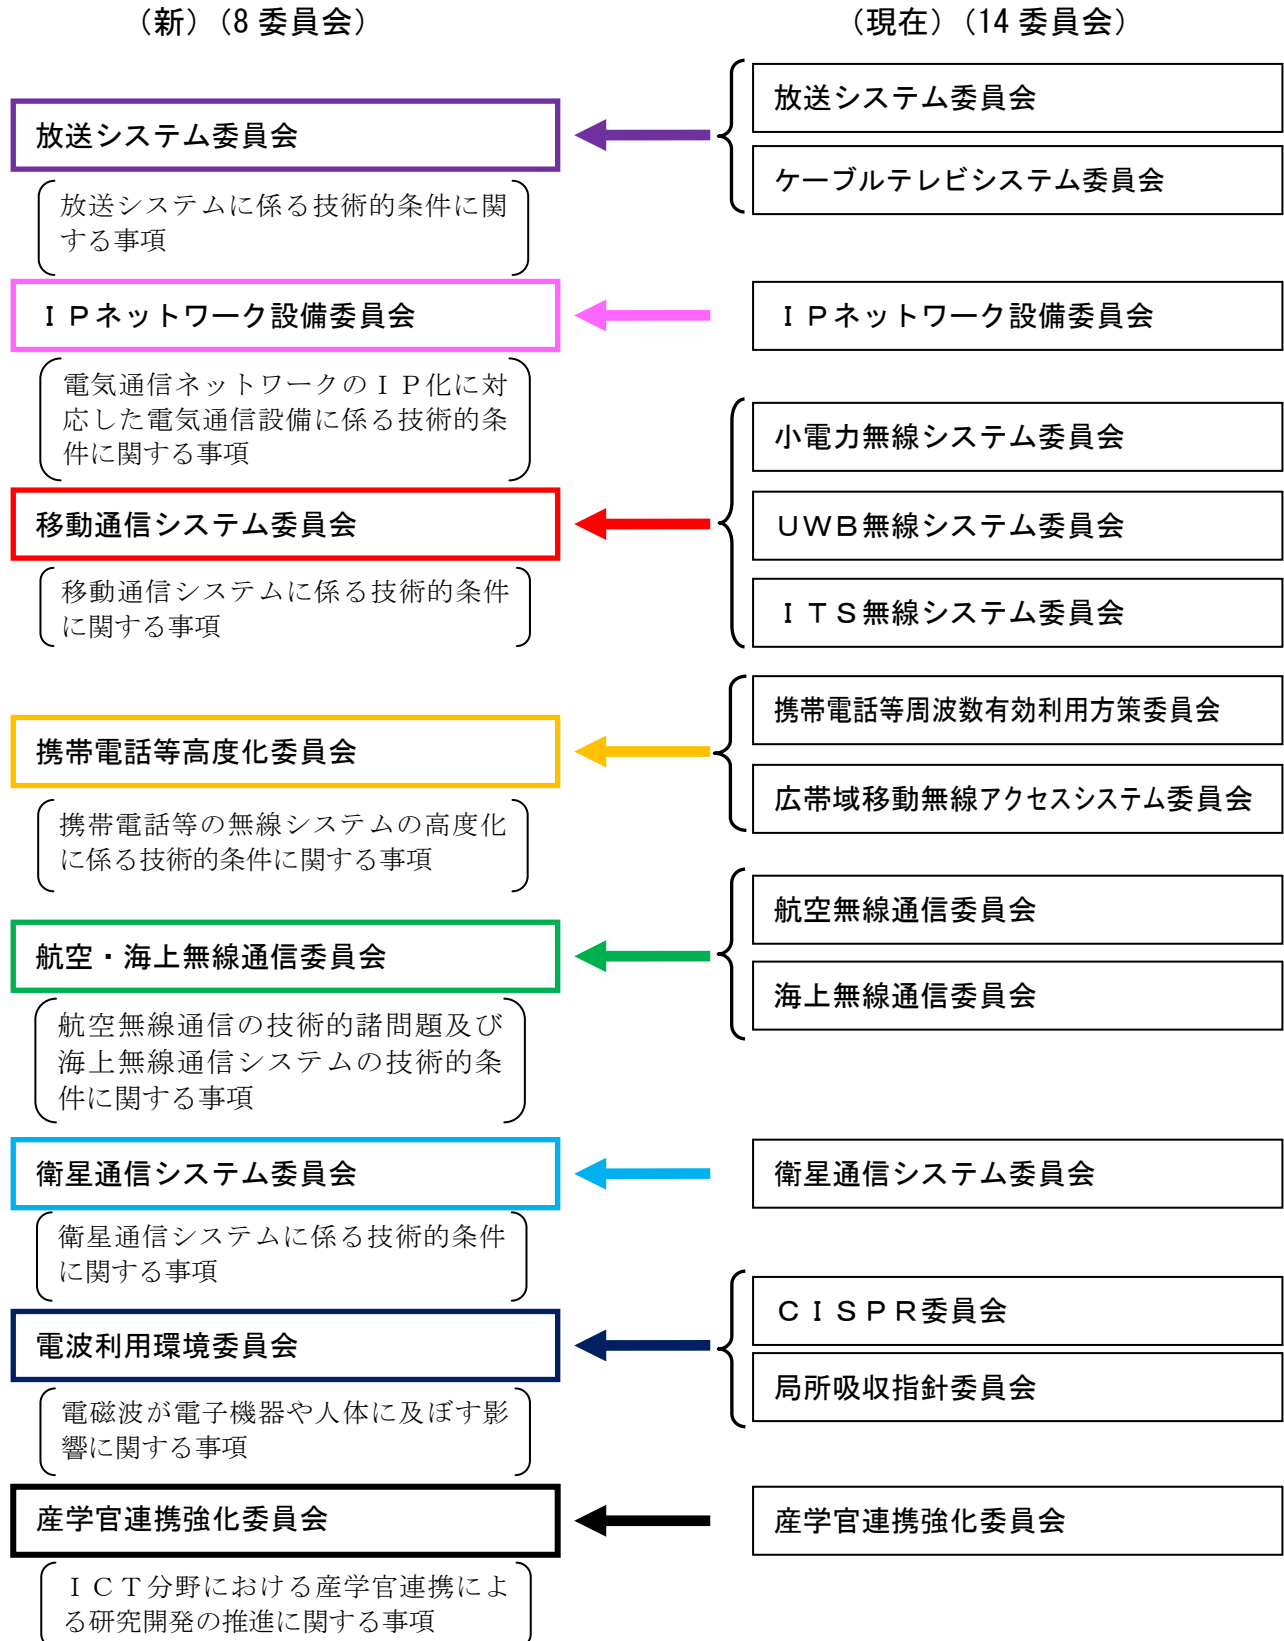 （新）（8 委員会）
（現在）（14 委員会）
放送システム委員会
放送システムに係る技術的条件に関
する事項
放送システム委員会
ケーブルテレビシステム委員会
ＩＰネットワーク設備委員会
電気通信ネットワークのＩＰ化に対
応した電気通信設備に係る技術的条
件に関する事項
ＩＰネットワーク設備委員会
移動通信システム委員会
移動通信システムに係る技術的条件
に関する事項
小電力無線システム委員会
ＵＷＢ無線システム委員会
ＩＴＳ無線システム委員会
携帯電話等高度化委員会
携帯電話等の無線システムの高度化
に係る技術的条件に関する事項
携帯電話等周波数有効利用方策委員会
広帯域移動無線アクセスシステム委員会
航空・海上無線通信委員会
航空無線通信の技術的諸問題及び
海上無線通信システムの技術的条
件に関する事項
航空無線通信委員会
海上無線通信委員会
衛星通信システム委員会
衛星通信システムに係る技術的条件
に関する事項
衛星通信システム委員会
電波利用環境委員会
電磁波が電子機器や人体に及ぼす影
響に関する事項
ＣＩＳＰＲ委員会
局所吸収指針委員会
産学官連携強化委員会
ＩＣＴ分野における産学官連携によ
る研究開発の推進に関する事項
産学官連携強化委員会